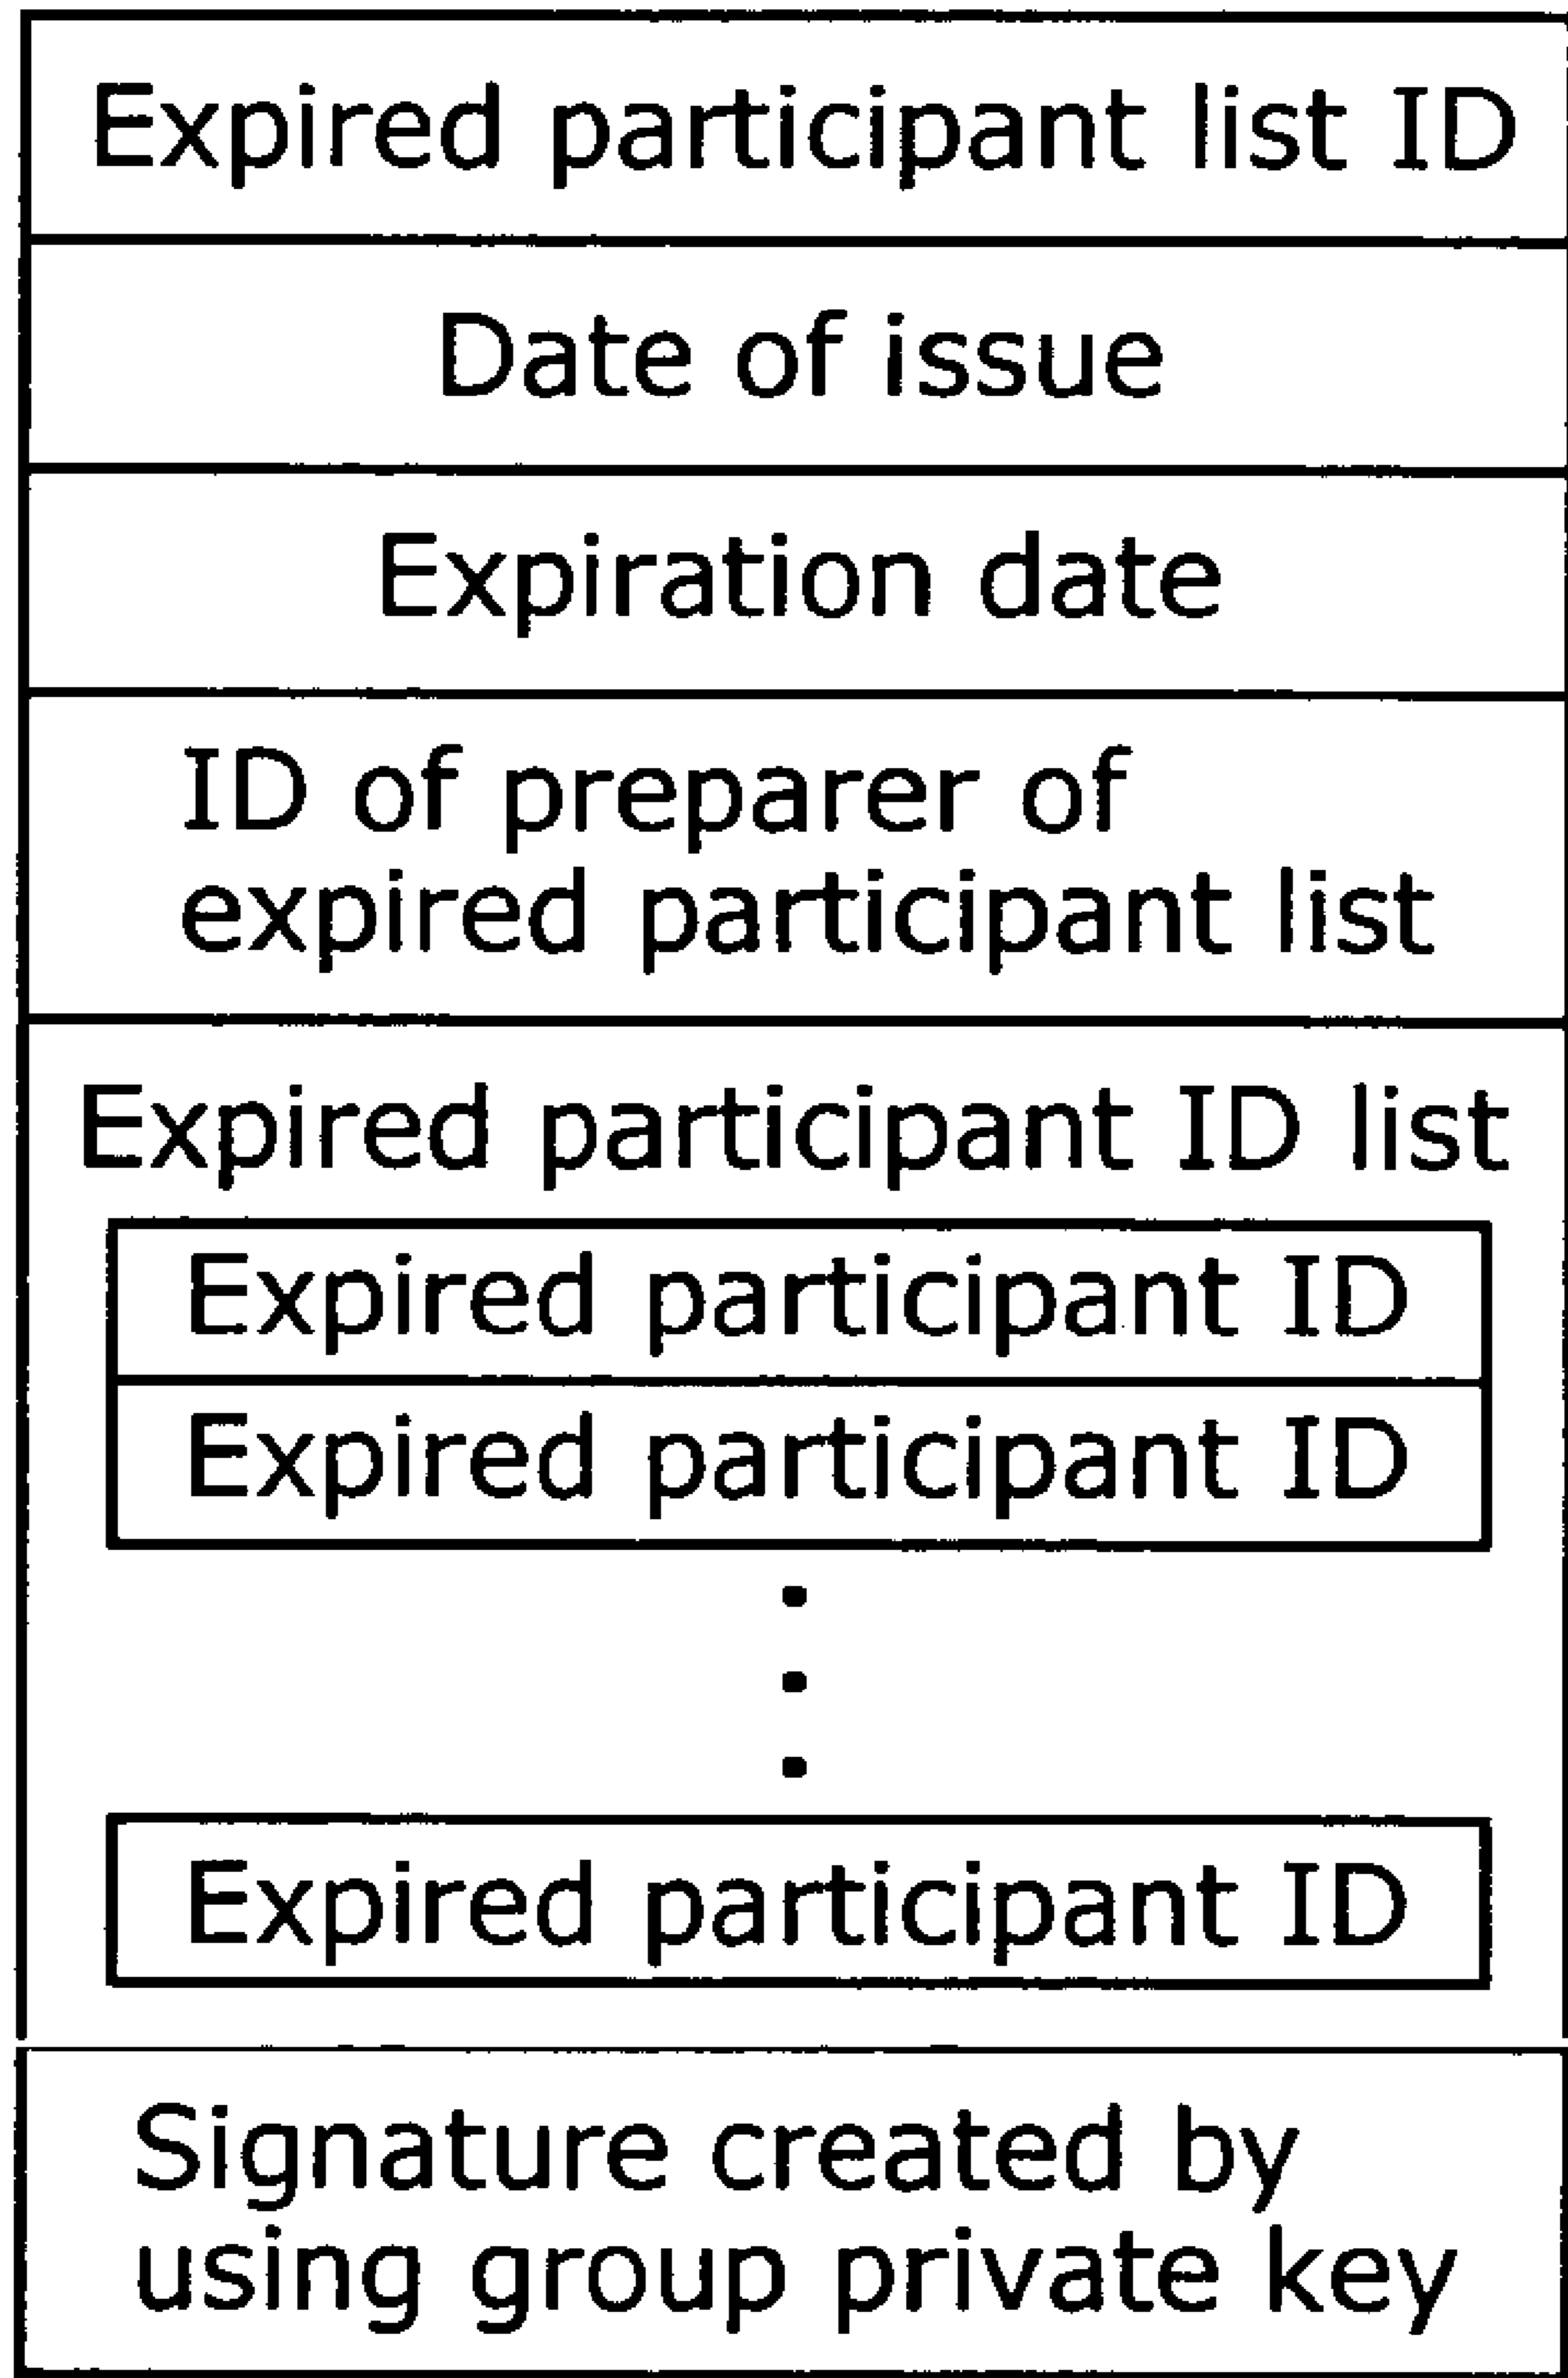 Expired participant list ID
Date of issue
Expiration date
ID of preparer of
expired participant list
Expired participant ID list
Expired participant ID
Expired participant ID
Expired participant ID
Signature created by
using group private key